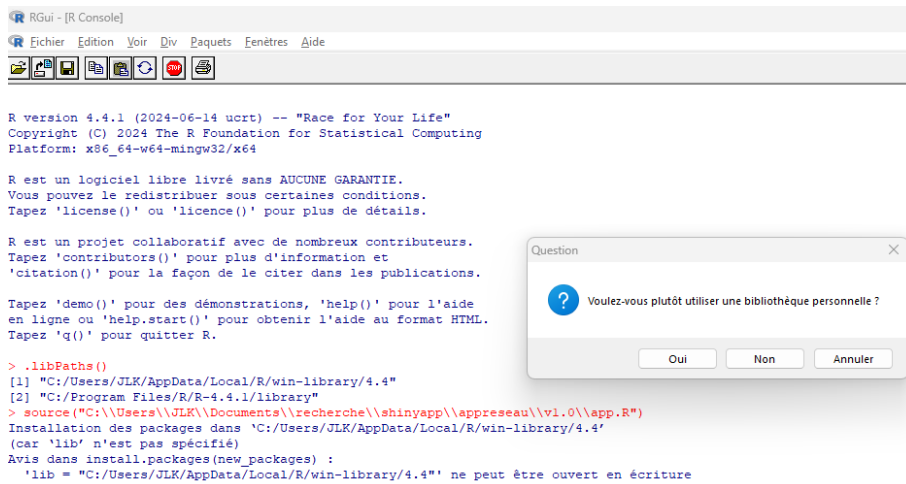 RGui - [R Console]
Fichier Edition Voir Div Paquets Fenêtres Aide
STOP
R version 4.4.1 (2024-06-14 ucrt) -- "Race for Your Life"
Copyright (C) 2024 The R Foundation for Statistical Computing
Platform: x86_64-w64-mingw32/x64
R est un logiciel libre livré sans AUCUNE GARANTIE.
Vous pouvez le redistribuer sous certaines conditions.
Tapez 'license()' ou 'licence()' pour plus de détails.
R est un projet collaboratif avec de nombreux contributeurs.
Tapez 'contributors()' pour plus d'information et
'citation()' pour la façon de le citer dans les publications.
Tapez 'demo()' pour des démonstrations, 'help()' pour l'aide
en ligne ou 'help.start()' pour obtenir l'aide au format HTML.
Tapez 'q()' pour quitter R.
> .libPaths()
[1] "C:/Users/JLK/AppData/Local/R/win-library/4.4"
[2] "C:/Program Files/R/R-4.4.1/library"
> source("C:\\Users\\JLK\\Documents\\recherche\\shinyapp\\appreseau\\v1.0\\app.R")
Installation des packages dans ‘C:/Users/JLK/AppData/Local/R/win-library/4.4’
(car ‘lib’ n'est pas spécifié)
Avis dans install.packages(new_packages) :
'lib = "C:/Users/JLK/AppData/Local/R/win-library/4.4"' ne peut être ouvert en écriture
Question
Voulez-vous plutôt utiliser une bibliothèque personnelle ?
Oui Non Annuler